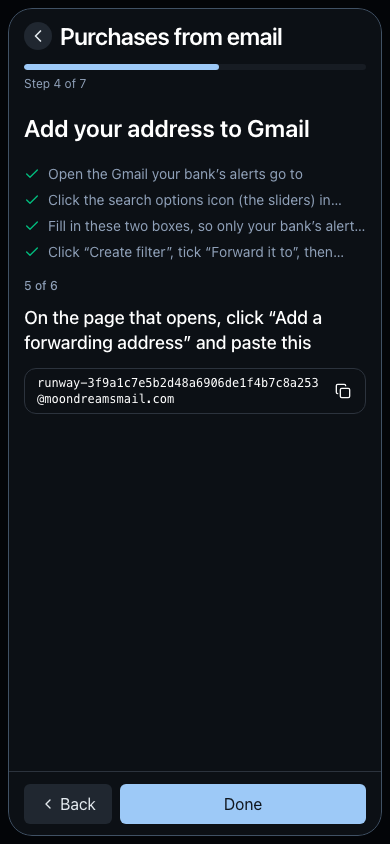 Purchases from email
Step 4 of 7
Add your address to Gmail
Open the Gmail your bank’s alerts go to
Click the search options icon (the sliders) in…
Fill in these two boxes, so only your bank’s alert…
Click “Create filter”, tick “Forward it to”, then…
5 of 6
On the page that opens, click “Add a
forwarding address” and paste this
runway-3f9a1c7e5b2d48a6906de1f4b7c8a253
@moondreamsmail.com
Back
Done